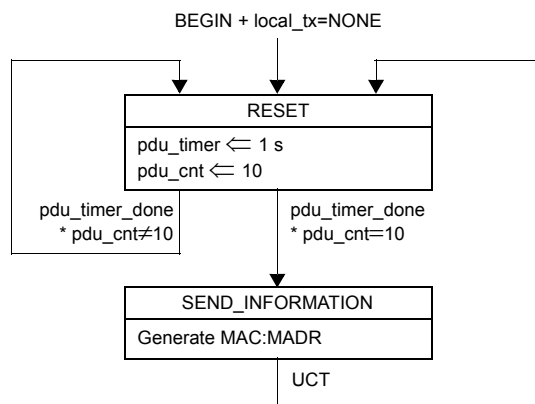 BEGIN + local_tx=NONE
RESET
pdu_timer ⇐ 1 s
pdu_cnt ⇐ 10
pdu_timer_done
* pdu_cnt≠10
pdu_timer_done
* pdu_cnt=10
SEND_INFORMATION
Generate MAC:MADR
UCT